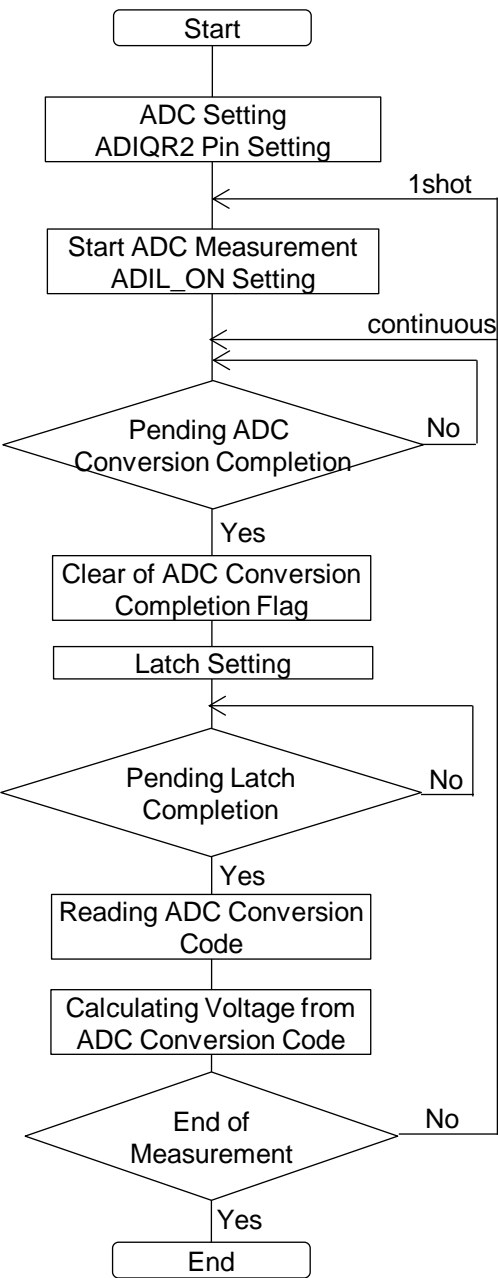 Start
ADC Setting
ADIQR2 Pin Setting
1shot
Start ADC Measurement
ADIL_ON Setting
continuous
Pending ADC
Conversion Completion
No
Yes
Clear of ADC Conversion
Completion Flag
Latch Setting
Pending Latch
Completion
No
Yes
Reading ADC Conversion
Code
Calculating Voltage from
ADC Conversion Code
End of
Measurement
No
Yes
End